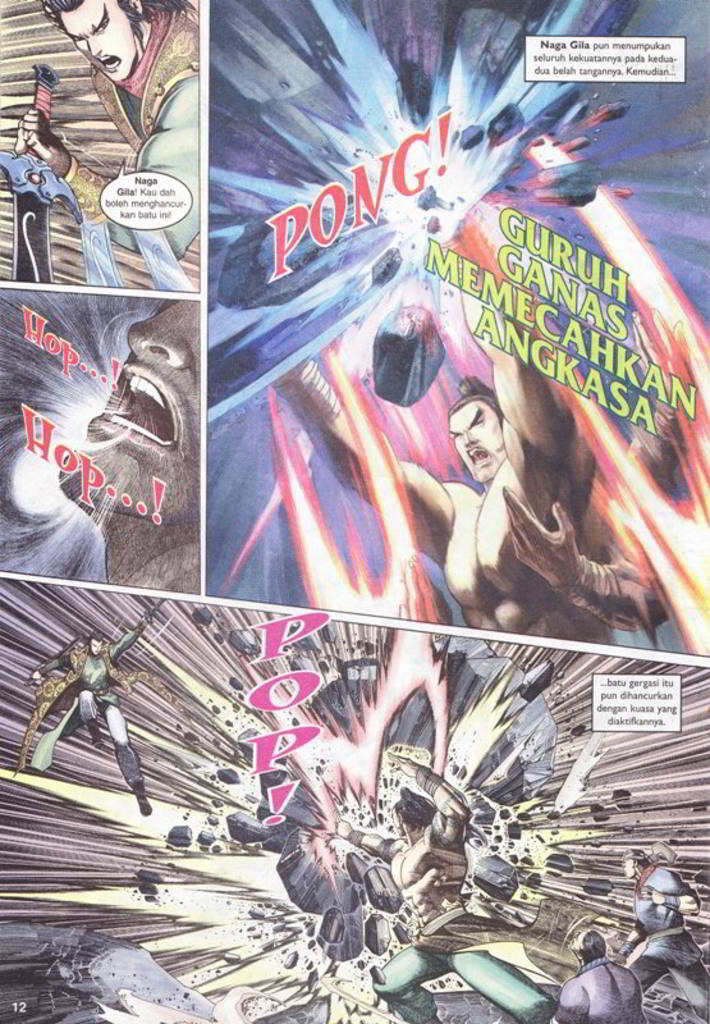 Naga
Gila! Kau dah
boleh menghancur-
kan batu ini!
Naga Gila pun menumpukan
seluruh kekuatannya pada kedua-
dua belah tangannya. Kemudian...
PONG!
GURUH
GANAS
MEMECAHKAN
ANGKASA
HOP...!
HOP...!
POP!
...batu gergasi itu
pun dihancurkan
dengan kuasa yang
diaktifkannya.
12